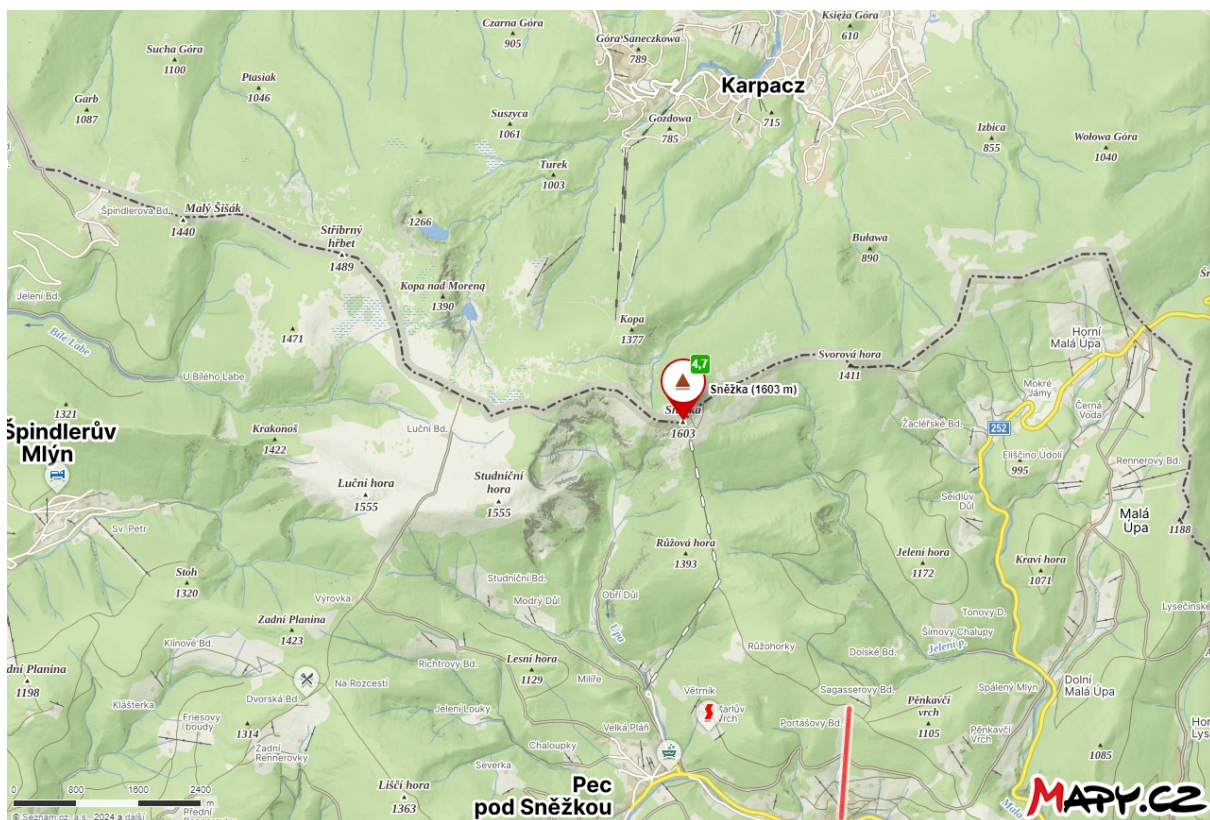 Czarna Góra
905
Księża Góra
610
Sucha Góra
1100
Góra Saneczkowa
789
Ptasiak
1046
Karpacz
Garb
1087
Suszyca
1061
Gozdowa
785
715
Izbica
855
Wołowa Góra
1040
Turek
1003
Špindlerova Bd.
Malý Šišák
1440
1266
Stříbrný
hřbet
1489
Buława
890
Jelení Bd.
Kopa nad Moreną
1390
Bílé Labe
1471
Kopa
1377
Horní
Malá Úpa
Svorová hora
1411
4,7
Sněžka (1603 m)
1603
U Bílého Labe
Mokré
Jámy
1321
Špindlerův
Mlýn
Krakonoš
1422
Luční Bd.
Žacléřské Bd.
252
Černá
Voda
Eliščino Údolí
995
Rennerovy Bd.
Luční hora
1555
Studniční
hora
1555
Seidlův
Důl
Malá
Úpa
1188
Sv. Petr
Růžová hora
1393
Jelení hora
1172
Kraví hora
1071
Stoh
1320
Studniční Bd.
Modrý Důl
Obří Důl
Výrovka
Úpa
Tonovy D.
Lysečinské
Zadní Planina
1423
Šímovy Chalupy
Jelení p.
Klínové Bd.
Richtrovy Bd.
Lesní hora
1129
Růžohorky
Dolské Bd.
dní Planina
1198
Na Rozcestí
Milíře
Spálený Mlýn
Dolní
Malá Úpa
Klášterka
Dvorská Bd.
Větrník
Sagasserovy Bd.
Pěnkavčí
vrch
1105
Friesovy
boudy
1314
Jelení Louky
Karlův
Vrch
Portášovy Bd.
Pěnkavčí
Vrch
Zadní
Rennerovky
Velká Pláň
Chaloupky
1085
Severka
Liščí hora
1363
Pec
pod Sněžkou
0 800 1600 2400 m
Přední
© Seznam.cz, a.s., 2024 a další
MAPY.CZ